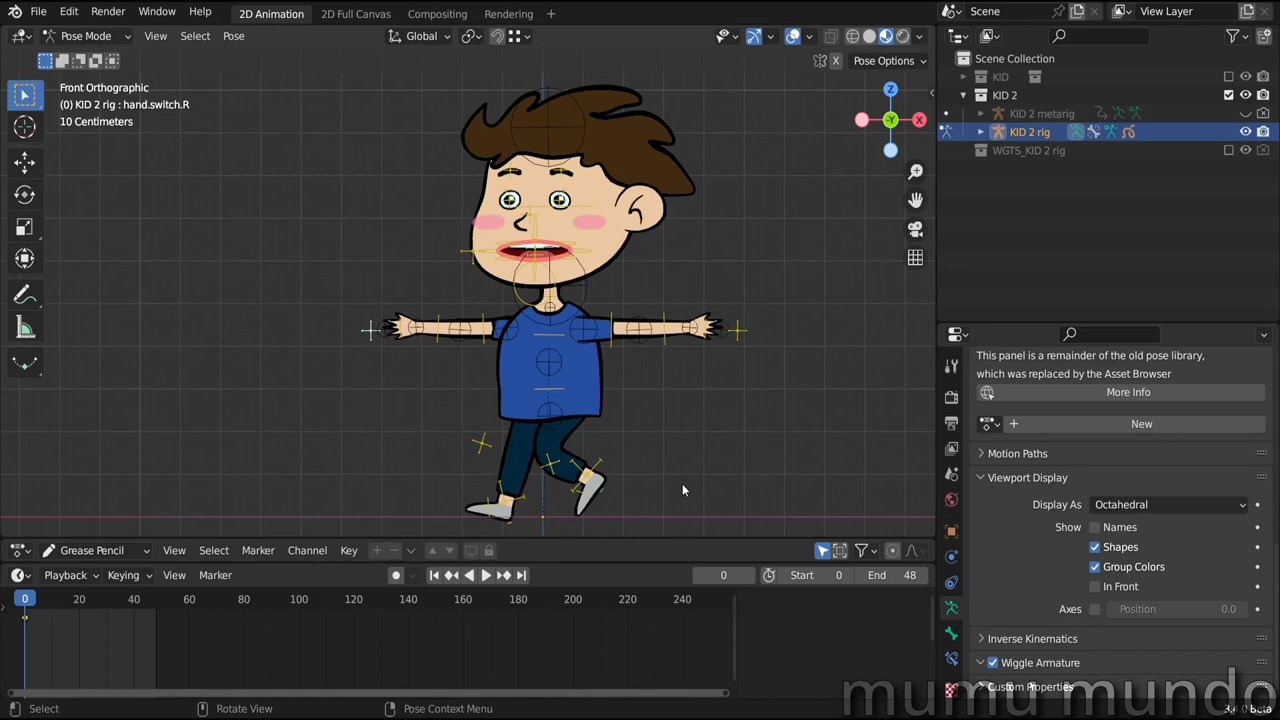 File Edit Render Window Help 2D Animation 2D Full Canvas Compositing Rendering + Scene View Layer
Pose Mode View Select Pose Global
X Pose Options
Front Orthographic
(0) KID 2 rig : hand.switch.R
10 Centimeters
Z
-Y
X
Scene Collection
KID
KID 2
KID 2 metarig
KID 2 rig
WGTS_KID 2 rig
This panel is a remainder of the old pose library,
which was replaced by the Asset Browser
More Info
New
Motion Paths
Viewport Display
Display As Octahedral
Show Names
Shapes
Group Colors
In Front
Axes Position 0.0
Inverse Kinematics
Wiggle Armature
Custom Properties
Grease Pencil View Select Marker Channel Key
Playback Keying View Marker 0 Start 0 End 48
0 20 40 60 80 100 120 140 160 180 200 220 240
Select Rotate View Pose Context Menu
mumu mundo
3.4.0 Beta